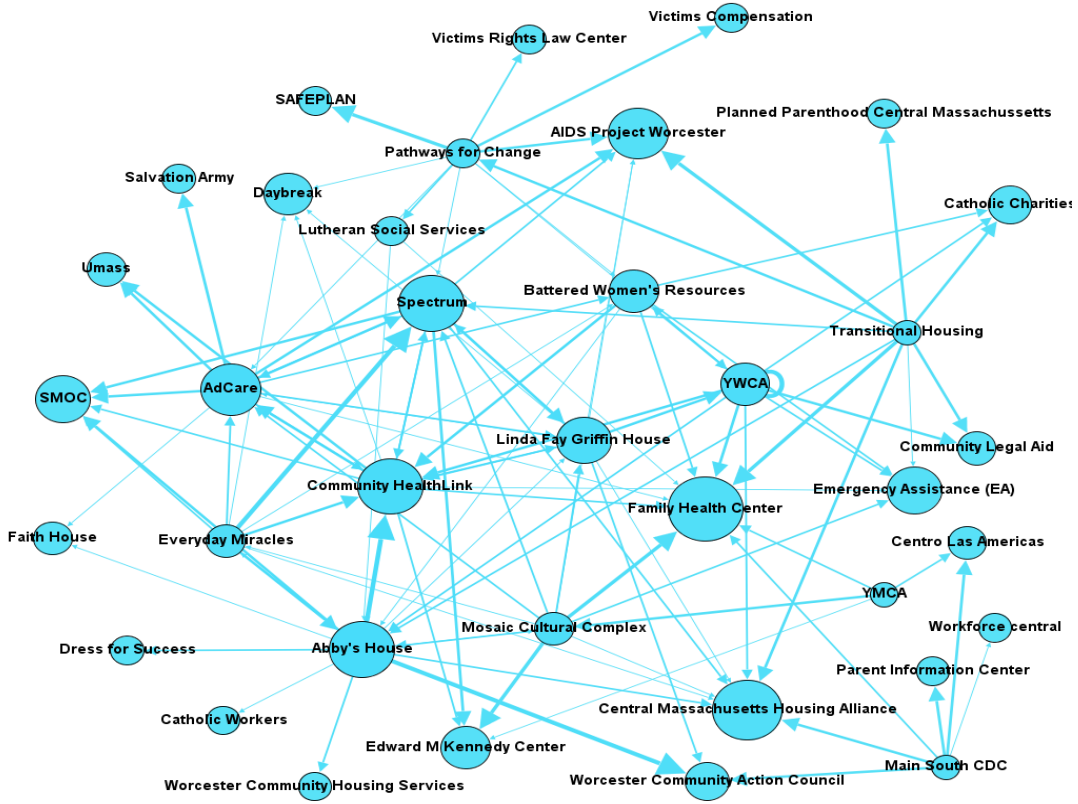 Victims Compensation
Victims Rights Law Center
SAFEPLAN
Planned Parenthood Central Massachussetts
AIDS Project Worcester
Pathways for Change
Salvation Army
Daybreak
Catholic Charities
Lutheran Social Services
Umass
Battered Women's Resources
Spectrum
Transitional Housing
YWCA
AdCare
SMOC
Linda Fay Griffin House
Community Legal Aid
Community HealthLink
Emergency Assistance (EA)
Family Health Center
Faith House
Everyday Miracles
Centro Las Americas
YMCA
Mosaic Cultural Complex
Workforce central
Dress for Success
Abby's House
Parent Information Center
Central Massachusetts Housing Alliance
Catholic Workers
Edward M Kennedy Center
Main South CDC
Worcester Community Action Council
Worcester Community Housing Services